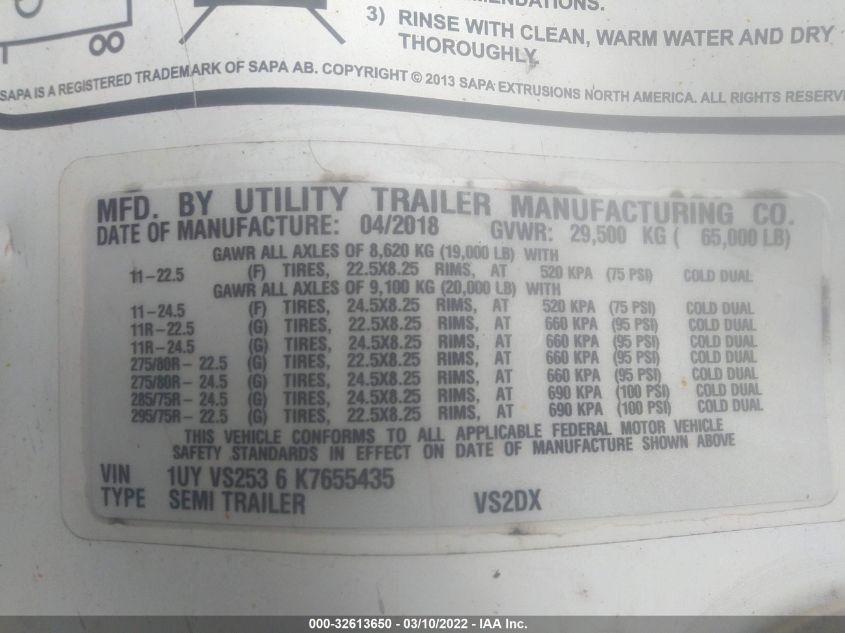 3) RINSE WITH CLEAN, WARM WATER AND DRY
THOROUGHLY.
SAPA IS A REGISTERED TRADEMARK OF SAPA AB. COPYRIGHT © 2013 SAPA EXTRUSIONS NORTH AMERICA. ALL RIGHTS RESERV
MFD. BY UTILITY TRAILER MANUFACTURING CO.
DATE OF MANUFACTURE: 04/2018 GVWR: 29,500 KG ( 65,000 LB)
GAWR ALL AXLES OF 8,620 KG (19,000 LB) WITH
11-22.5 (F) TIRES, 22.5X8.25 RIMS, AT 520 KPA (75 PSI) COLD DUAL
GAWR ALL AXLES OF 9,100 KG (20,000 LB) WITH
11-24.5 (F) TIRES, 24.5X8.25 RIMS, AT 520 KPA (75 PSI) COLD DUAL
11R-22.5 (G) TIRES, 22.5X8.25 RIMS, AT 660 KPA (95 PSI) COLD DUAL
11R-24.5 (G) TIRES, 24.5X8.25 RIMS, AT 660 KPA (95 PSI) COLD DUAL
275/80R-22.5 (G) TIRES, 22.5X8.25 RIMS, AT 660 KPA (95 PSI) COLD DUAL
275/80R-24.5 (G) TIRES, 24.5X8.25 RIMS, AT 660 KPA (95 PSI) COLD DUAL
285/75R-24.5 (G) TIRES, 24.5X8.25 RIMS, AT 690 KPA (100 PSI) COLD DUAL
295/75R-22.5 (G) TIRES, 22.5X8.25 RIMS, AT 690 KPA (100 PSI) COLD DUAL
THIS VEHICLE CONFORMS TO ALL APPLICABLE FEDERAL MOTOR VEHICLE
SAFETY STANDARDS IN EFFECT ON DATE OF MANUFACTURE SHOWN ABOVE
VIN 1UY VS253 6 K7655435
TYPE SEMI TRAILER VS2DX
000-32613650 - 03/10/2022 - IAA Inc.